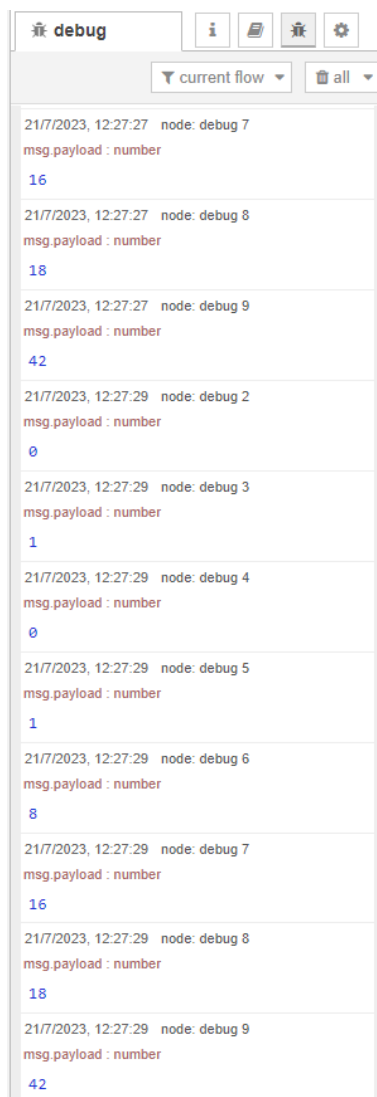 debug
i
current flow
all
21/7/2023, 12:27:27 node: debug 7
msg.payload : number
16
21/7/2023, 12:27:27 node: debug 8
msg.payload : number
18
21/7/2023, 12:27:27 node: debug 9
msg.payload : number
42
21/7/2023, 12:27:29 node: debug 2
msg.payload : number
0
21/7/2023, 12:27:29 node: debug 3
msg.payload : number
1
21/7/2023, 12:27:29 node: debug 4
msg.payload : number
0
21/7/2023, 12:27:29 node: debug 5
msg.payload : number
1
21/7/2023, 12:27:29 node: debug 6
msg.payload : number
8
21/7/2023, 12:27:29 node: debug 7
msg.payload : number
16
21/7/2023, 12:27:29 node: debug 8
msg.payload : number
18
21/7/2023, 12:27:29 node: debug 9
msg.payload : number
42